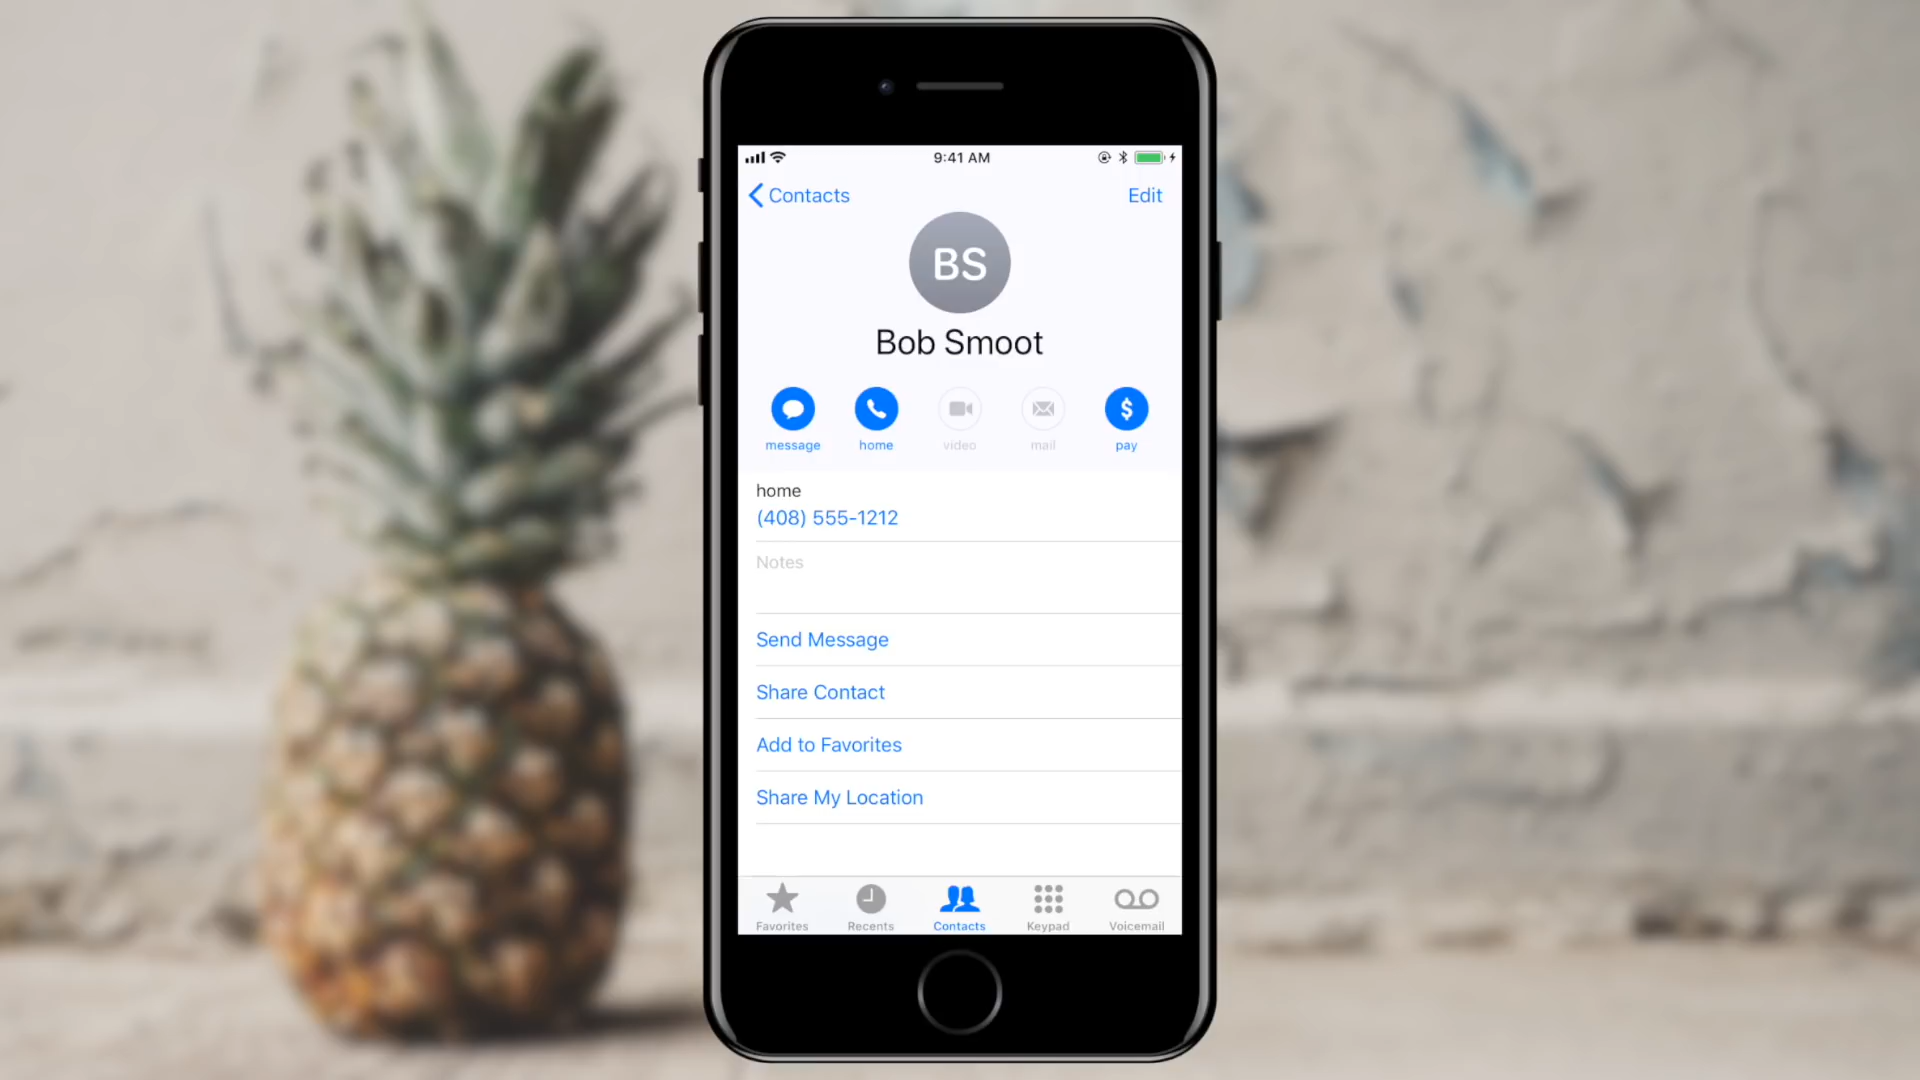 9:41 AM
Contacts
Edit
BS
Bob Smoot
message
home
video
mail
$
pay
home
(408) 555-1212
Notes
Send Message
Share Contact
Add to Favorites
Share My Location
Favorites
Recents
Contacts
Keypad
Voicemail